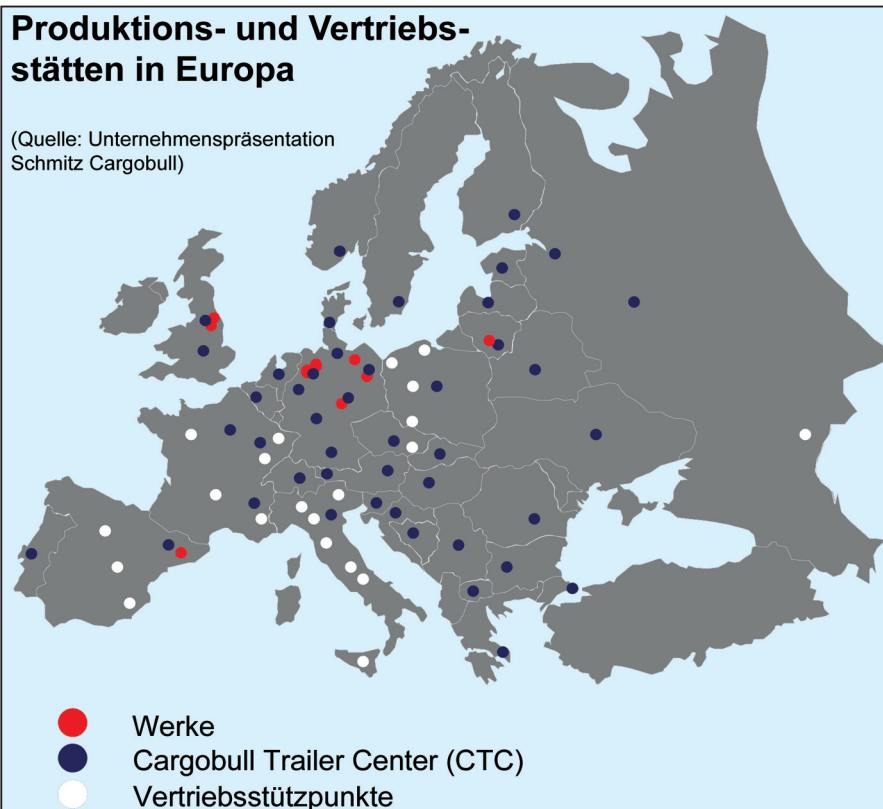 Produktions- und Vertriebs-
stätten in Europa
(Quelle: Unternehmenspräsentation
Schmitz Cargobull)
Werke
Cargobull Trailer Center (CTC)
Vertriebsstützpunkte